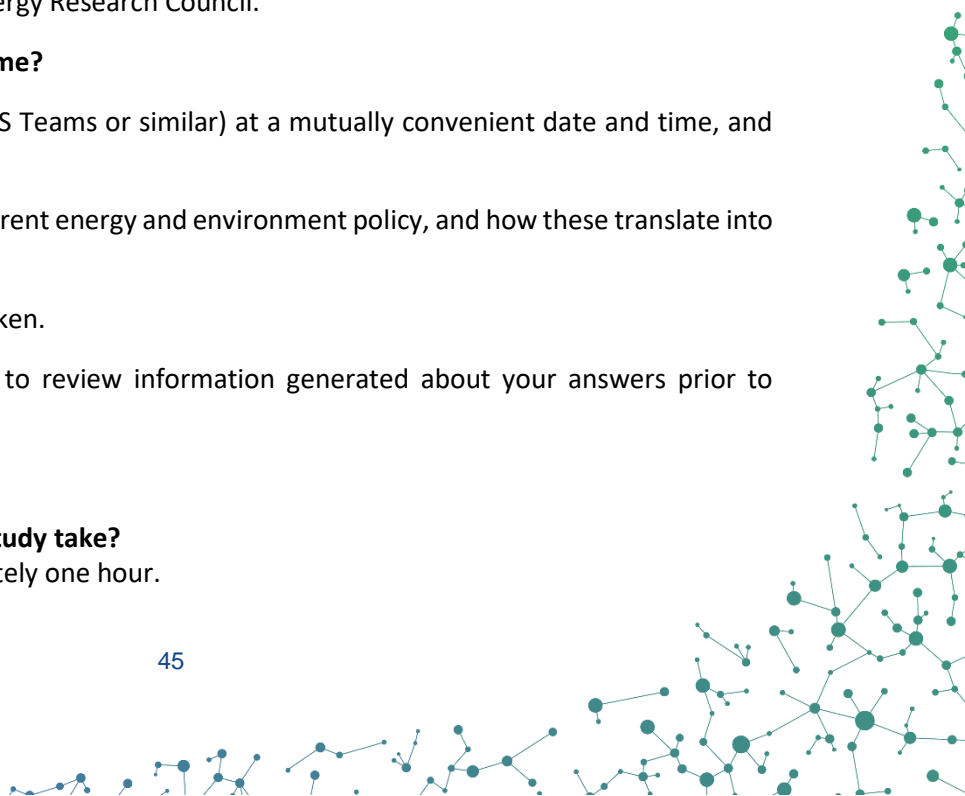 ergy Research Council.
me?
S Teams or similar) at a mutually convenient date and time, and
rent energy and environment policy, and how these translate into
ken.
to review information generated about your answers prior to
tudy take?
tely one hour.
45